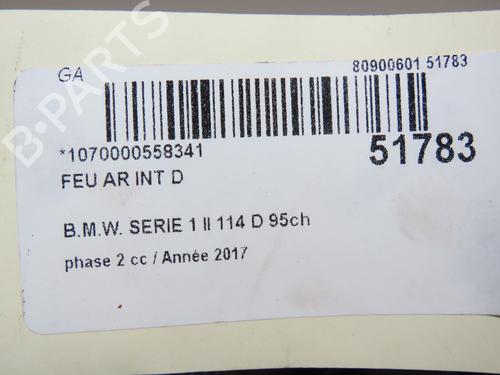 GA
80900601 51783
*1070000558341
51783
FEU AR INT D
B.M.W. SERIE 1 II 114 D 95ch
phase 2 cc / Année 2017
B-PARTS